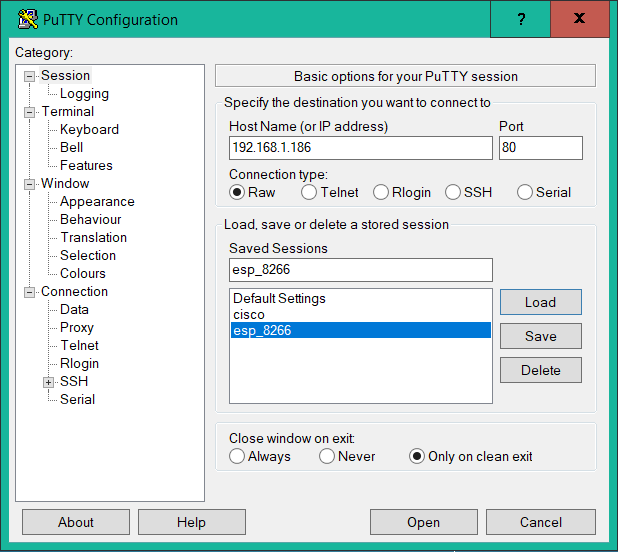 PuTTY Configuration
?
X
Category:
Session
Logging
Terminal
Keyboard
Bell
Features
Window
Appearance
Behaviour
Translation
Selection
Colours
Connection
Data
Proxy
Telnet
Rlogin
SSH
Serial
Basic options for your PuTTY session
Specify the destination you want to connect to
Host Name (or IP address) Port
192.168.1.186 80
Connection type:
Raw Telnet Rlogin SSH Serial
Load, save or delete a stored session
Saved Sessions
esp_8266
Default Settings
cisco
esp_8266
Load
Save
Delete
Close window on exit:
Always Never Only on clean exit
About Help Open Cancel